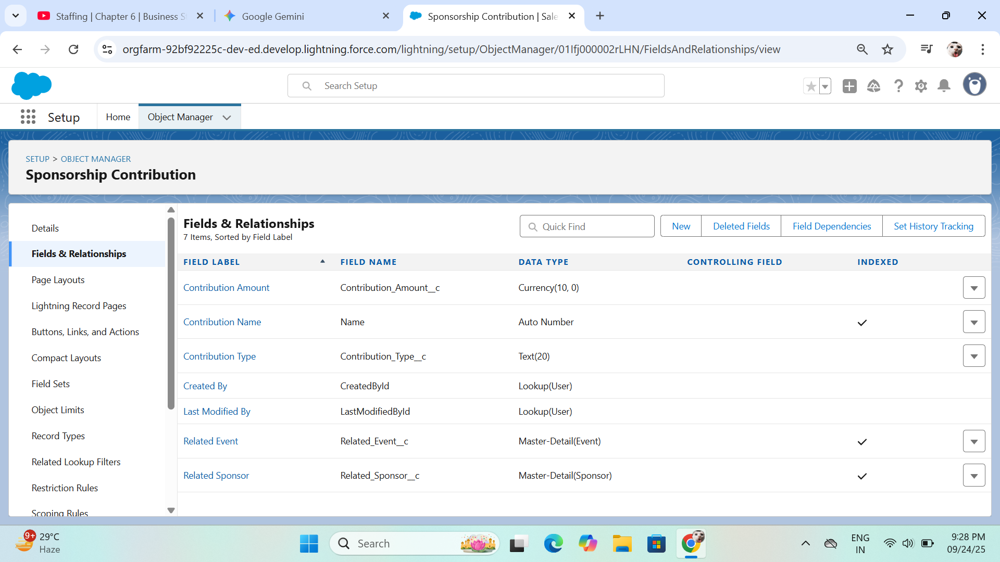 Staffing | Chapter 6 | Business S
Google Gemini
Sponsorship Contribution | Sale
orgfarm-92bf92225c-dev-ed.develop.lightning.force.com/lightning/setup/ObjectManager/01Ifj000002rLHN/FieldsAndRelationships/view
Search Setup
Setup
Home
Object Manager
SETUP > OBJECT MANAGER
Sponsorship Contribution
Details
Fields & Relationships
Page Layouts
Lightning Record Pages
Buttons, Links, and Actions
Compact Layouts
Field Sets
Object Limits
Record Types
Related Lookup Filters
Restriction Rules
Scoping Rules
Fields & Relationships
7 Items, Sorted by Field Label
Quick Find
New
Deleted Fields
Field Dependencies
Set History Tracking
FIELD LABEL FIELD NAME DATA TYPE CONTROLLING FIELD INDEXED
Contribution Amount Contribution_Amount__c Currency(10, 0)
Contribution Name Name Auto Number
Contribution Type Contribution_Type__c Text(20)
Created By CreatedById Lookup(User)
Last Modified By LastModifiedById Lookup(User)
Related Event Related_Event__c Master-Detail(Event)
Related Sponsor Related_Sponsor__c Master-Detail(Sponsor)
9+
29°C
Haze
Search
ENG
IN
9:28 PM
09/24/25